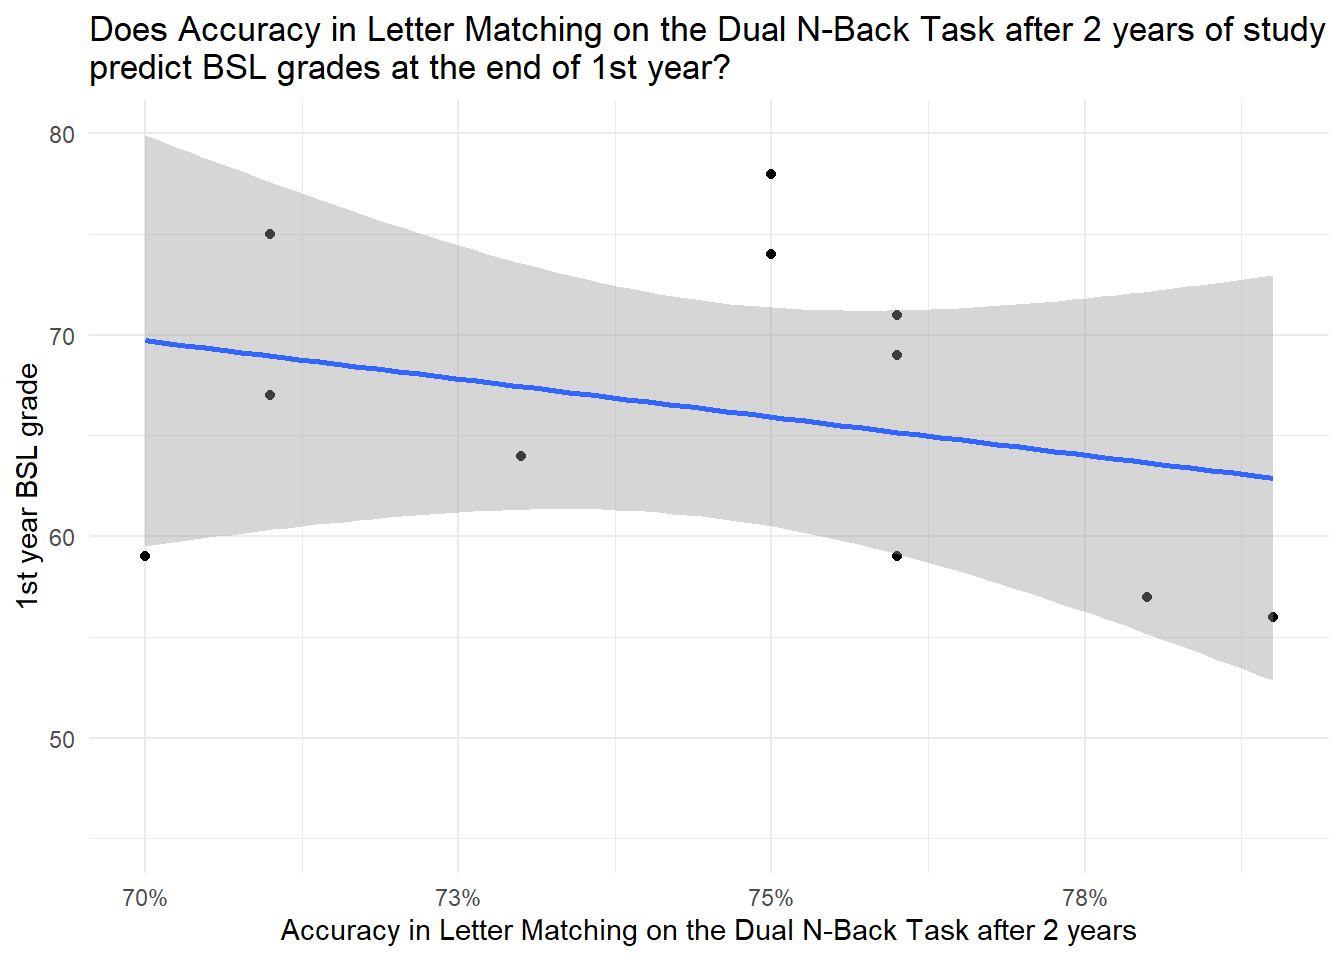 Does Accuracy in Letter Matching on the Dual N-Back Task after 2 years of study
predict BSL grades at the end of 1st year?
80
70
60
50
1st year BSL grade
70%
73%
75%
78%
Accuracy in Letter Matching on the Dual N-Back Task after 2 years